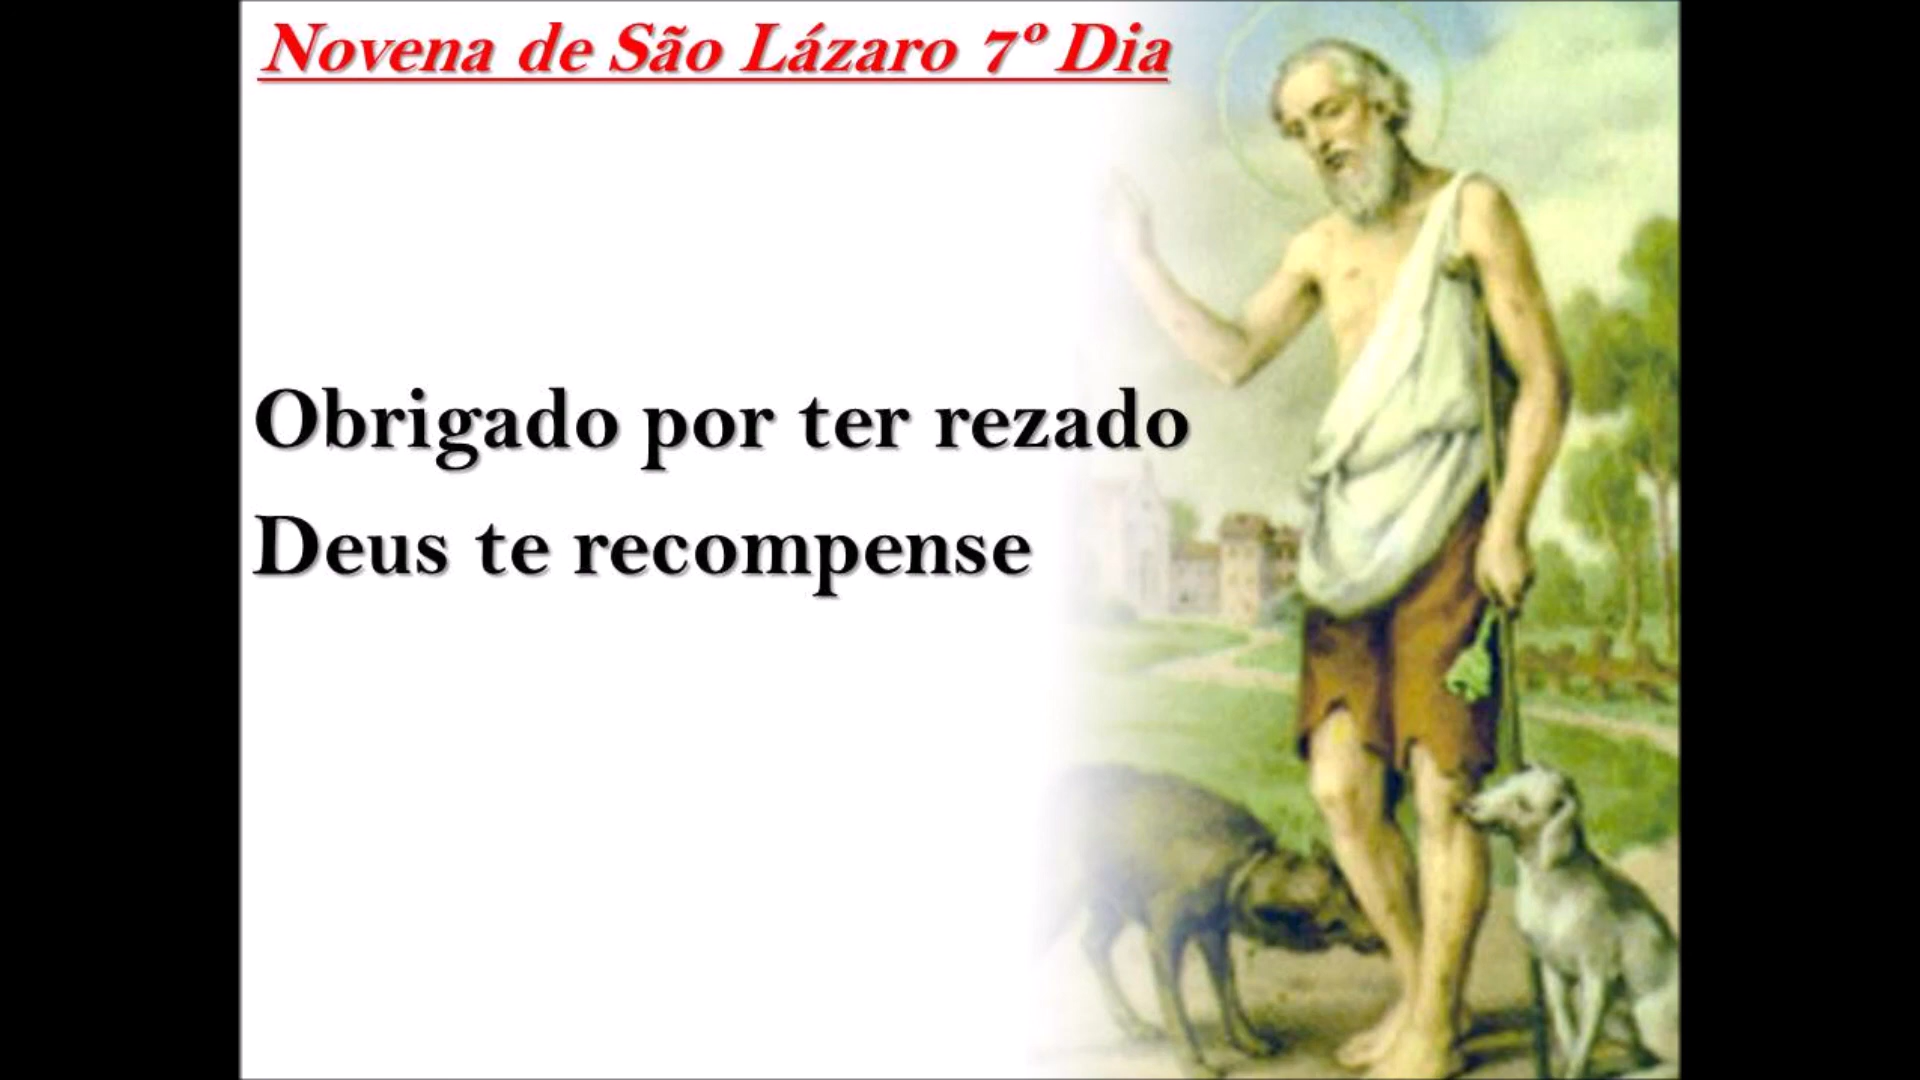 Novena de São Lázaro 7º Dia
Obrigado por ter rezado
Deus te recompense